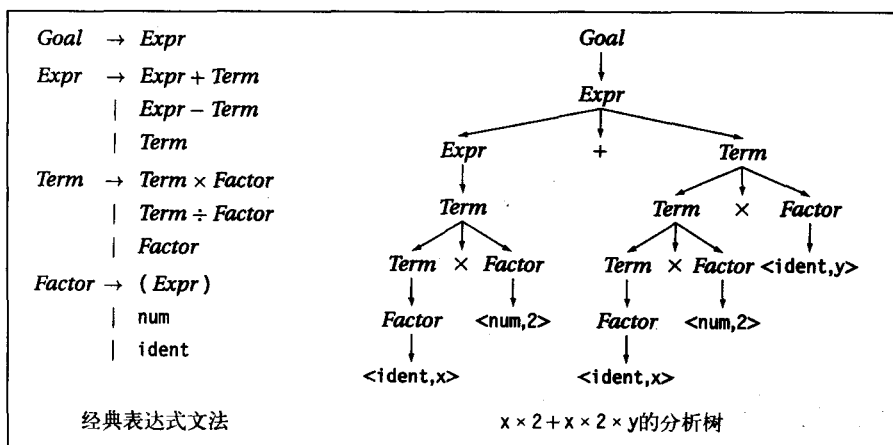 Goal → Expr
Expr → Expr + Term
| Expr − Term
| Term
Term → Term × Factor
| Term ÷ Factor
| Factor
Factor → ( Expr )
| num
| ident
经典表达式文法
Goal
Expr
Expr + Term
Term Term × Factor
Term × Factor Term × Factor <ident,y>
Factor <num,2> Factor <num,2>
<ident,x> <ident,x>
x × 2 + x × 2 × y的分析树